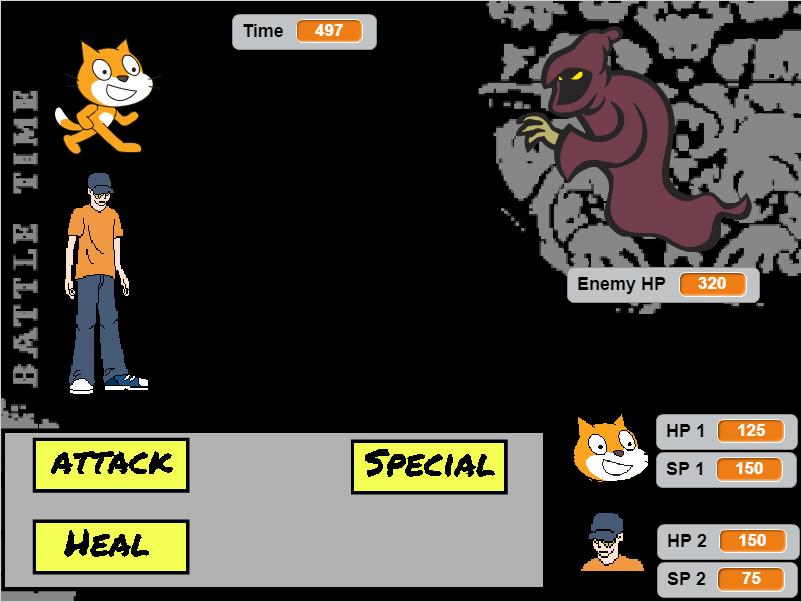 Time 497
BATTLE TIME
Enemy HP 320
ATTACK
SPECIAL
HEAL
HP 1 125
SP 1 150
HP 2 150
SP 2 75